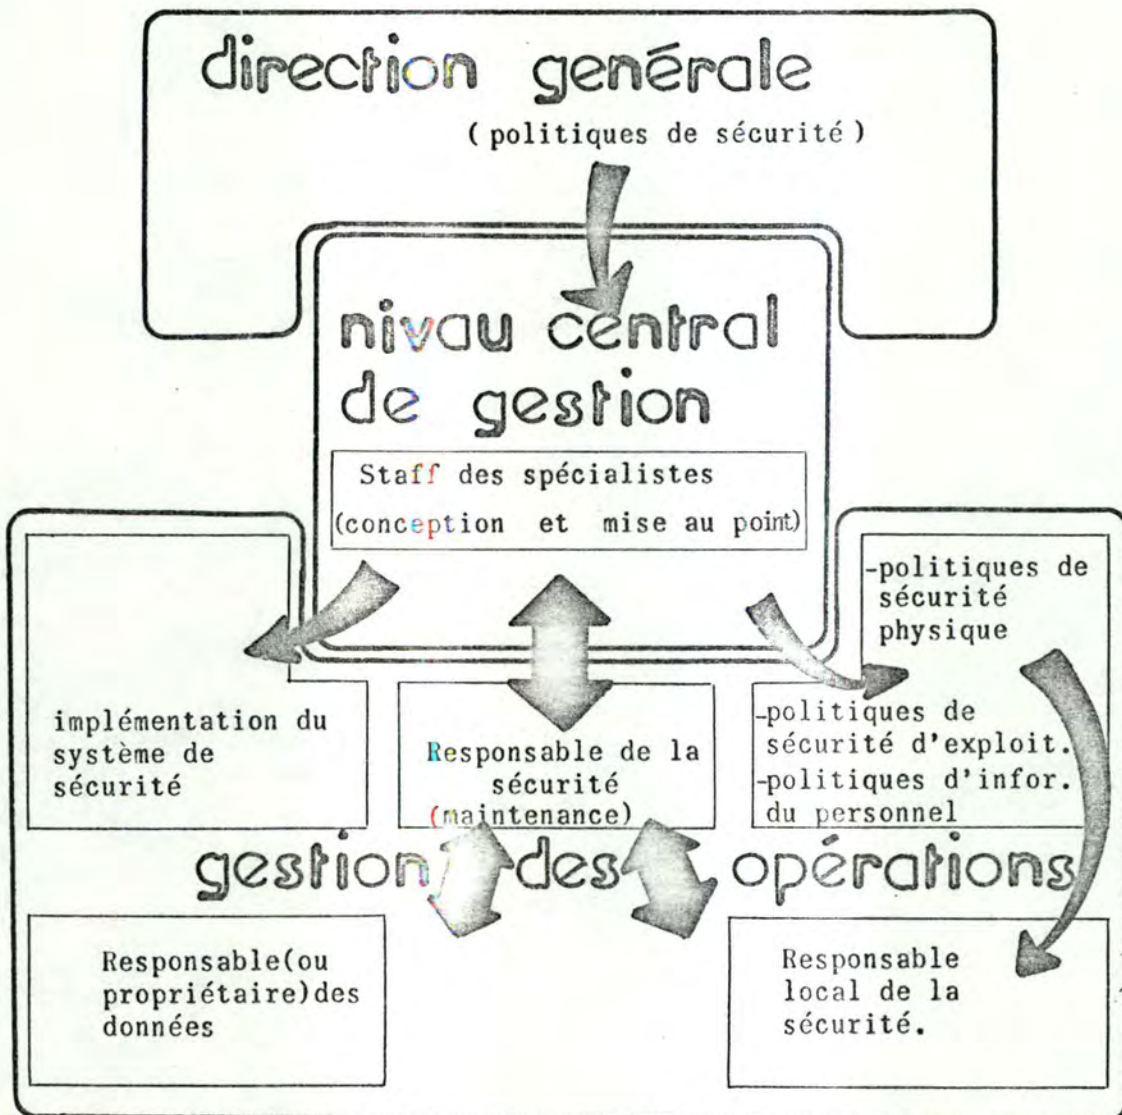 direction genérale
(politiques de sécurité)
nivau central
de gestion
Staff des spécialistes
(conception et mise au point)
-politiques de
sécurité
physique
implémentation du
système de
sécurité
Responsable de la
sécurité
(maintenance)
-politiques de
sécurité d'exploit.
-politiques d'infor.
du personnel
gestion des opérations
Responsable(ou
propriétaire)des
données
Responsable
local de la
sécurité.